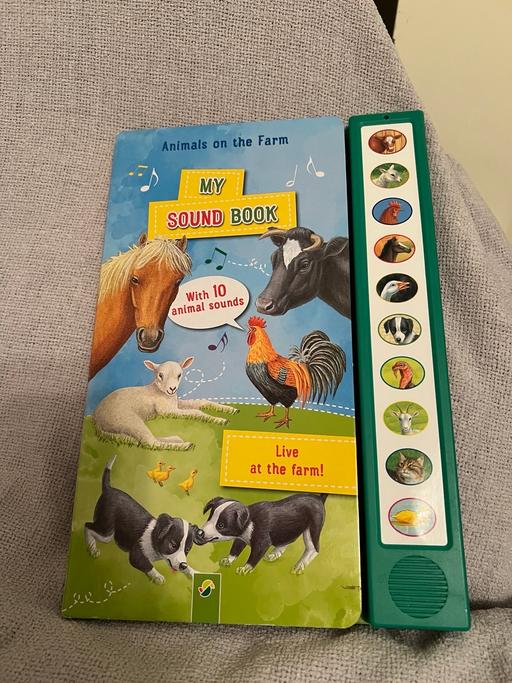 Animals on the Farm
MY
SOUND BOOK
With 10
animal sounds
Live
at the farm!